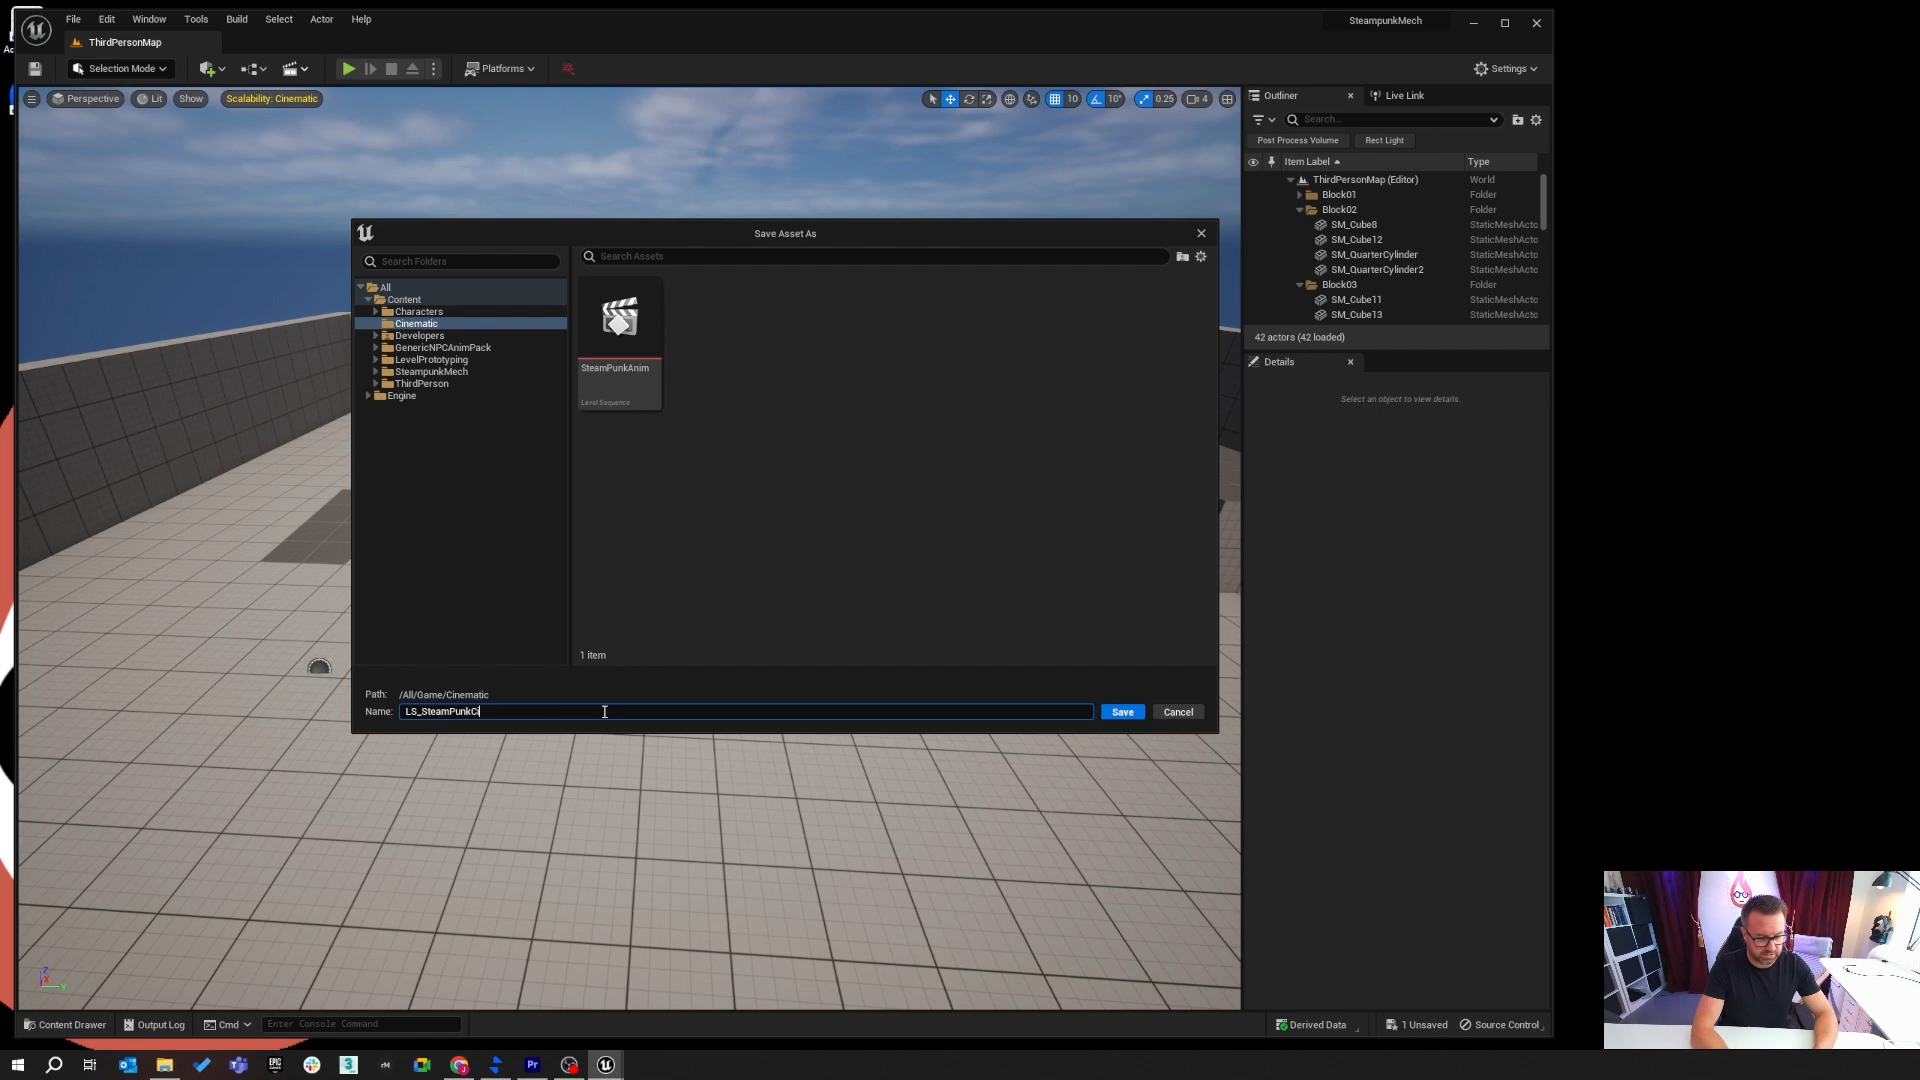 File Edit Window Tools Build Select Actor Help
SteampunkMech
ThirdPersonMap
Selection Mode
Platforms
Settings
Perspective Lit Show Scalability: Cinematic
10 10° 0.25 4
Outliner Live Link
Search...
Post Process Volume Rect Light
Item Label Type
ThirdPersonMap (Editor) World
Block01 Folder
Block02 Folder
SM_Cube8 StaticMeshActo
SM_Cube12 StaticMeshActo
SM_QuarterCylinder StaticMeshActo
SM_QuarterCylinder2 StaticMeshActo
Block03 Folder
SM_Cube11 StaticMeshActo
SM_Cube13 StaticMeshActo
42 actors (42 loaded)
Details
Select an object to view details.
Save Asset As
Search Folders
Search Assets
All
Content
Characters
Cinematic
Developers
GenericNPCAnimPack
LevelPrototyping
SteampunkMech
ThirdPerson
Engine
SteamPunkAnim
Level Sequence
1 item
Path: /All/Game/Cinematic
Name: LS_SteamPunkCi
Save Cancel
Content Drawer Output Log Cmd Enter Console Command
Derived Data 1 Unsaved Source Control